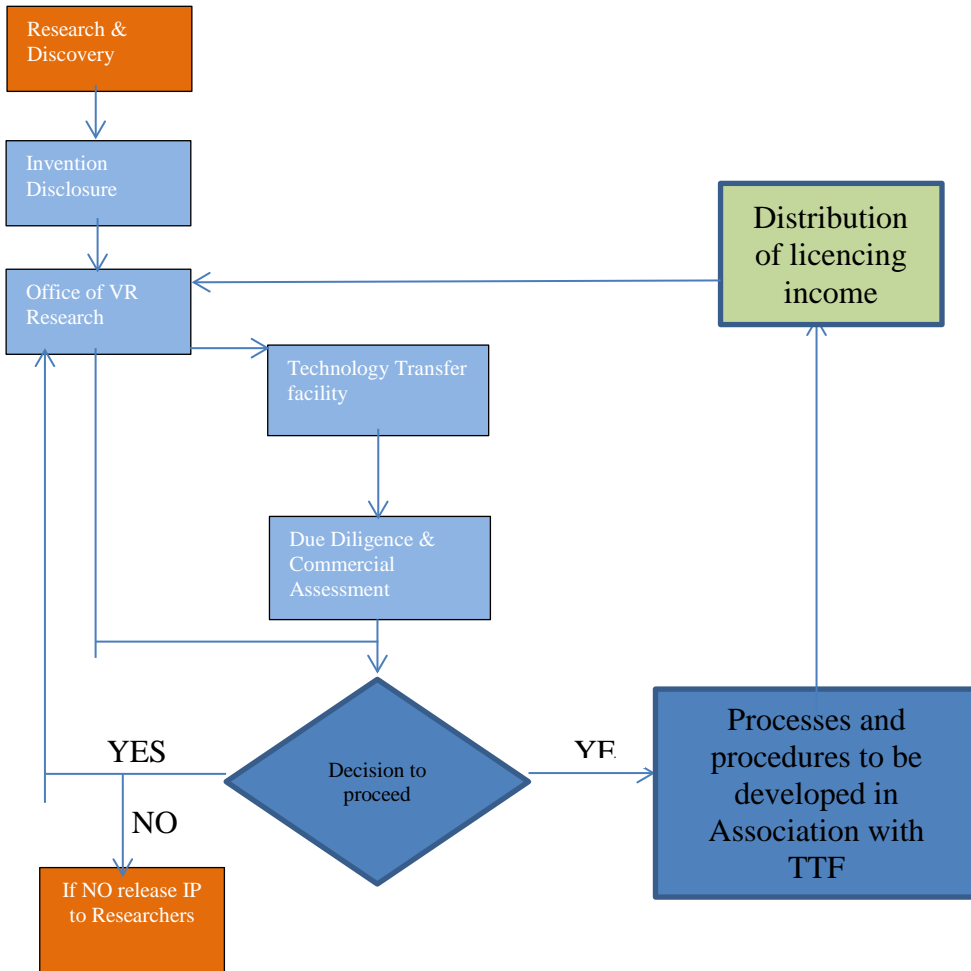 Research &
Discovery
Invention
Disclosure
Distribution
of licencing
income
Office of VR
Research
Technology Transfer
facility
Due Diligence &
Commercial
Assessment
YES
Decision to
proceed
YE
Processes and
procedures to be
developed in
Association with
TTF
NO
If NO release IP
to Researchers